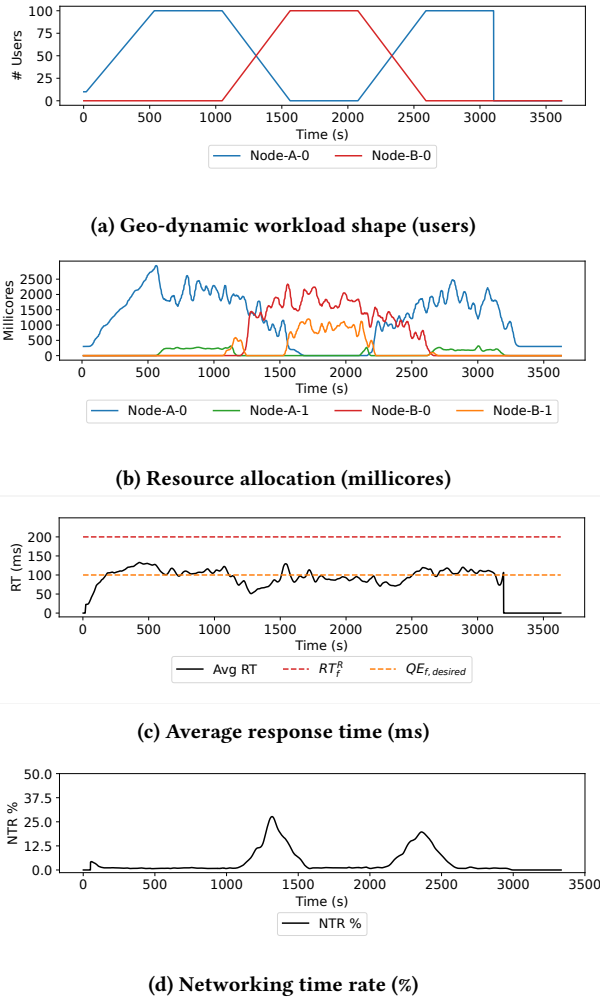 # Users
100
75
50
25
0
0 500 1000 1500 2000 2500 3000 3500
Time (s)
Node-A-0 Node-B-0
(a) Geo-dynamic workload shape (users)
Millicores
2500
2000
1500
1000
500
0
0 500 1000 1500 2000 2500 3000 3500
Time (s)
Node-A-0 Node-A-1 Node-B-0 Node-B-1
(b) Resource allocation (millicores)
RT (ms)
200
150
100
50
0
0 500 1000 1500 2000 2500 3000 3500
Time (s)
Avg RT RT_f^R QE_{f,desired}
(c) Average response time (ms)
NTR %
50.0
37.5
25.0
12.5
0.0
0 500 1000 1500 2000 2500 3000 3500
Time (s)
NTR %
(d) Networking time rate (%)